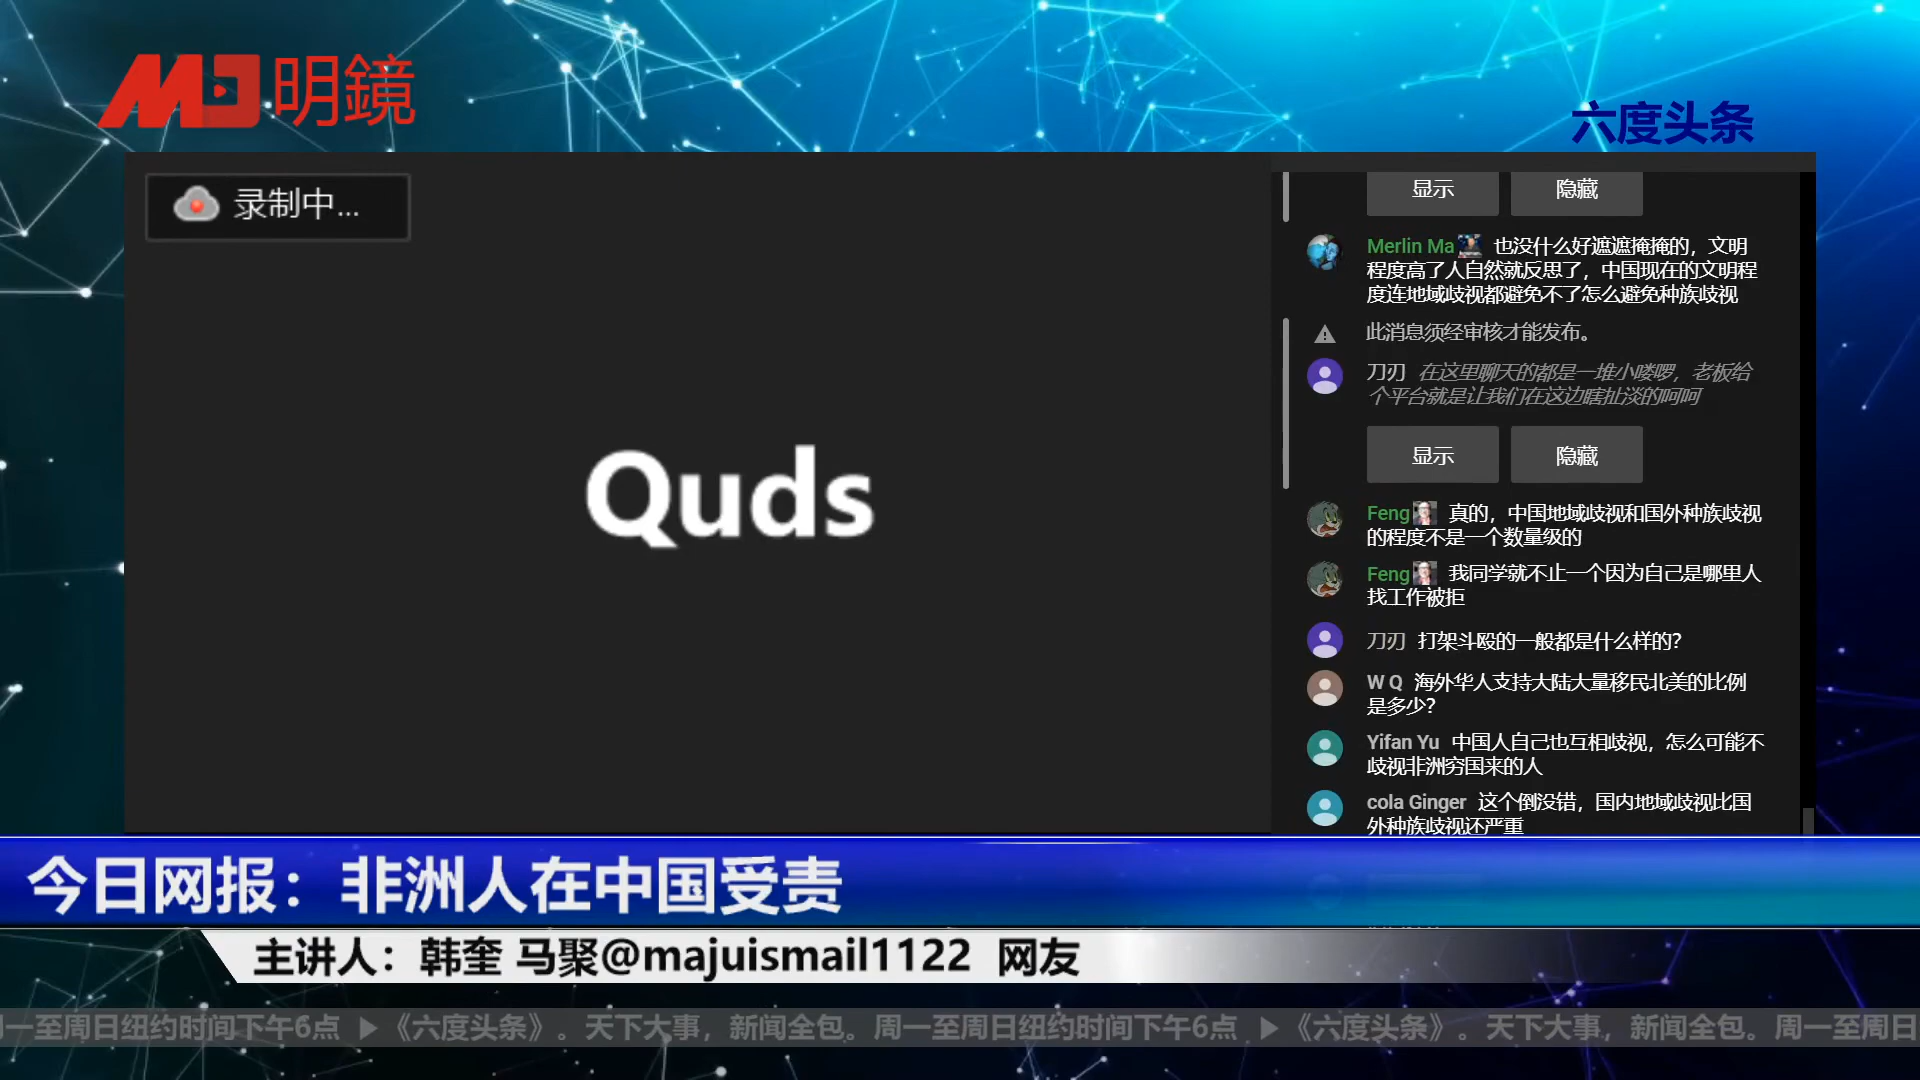 明鏡
六度头条
录制中...
Quds
显示 隐藏
Merlin Ma 也没什么好遮遮掩掩的，文明
程度高了人自然就反思了，中国现在的文明程
度连地域歧视都避免不了怎么避免种族歧视
此消息须经审核才能发布。
刀刃 在这里聊天的都是一堆小喽啰，老板给
个平台就是让我们在这边瞎扯淡的呵呵
显示 隐藏
Feng 真的，中国地域歧视和国外种族歧视
的程度不是一个数量级的
Feng 我同学就不止一个因为自己是哪里人
找工作被拒
刀刃 打架斗殴的一般都是什么样的？
W Q 海外华人支持大陆大量移民北美的比例
是多少？
Yifan Yu 中国人自己也互相歧视，怎么可能不
歧视非洲穷国来的人
cola Ginger 这个倒没错，国内地域歧视比国
外种族歧视还严重
今日网报：非洲人在中国受责
主讲人：韩奎 马聚@majuismail1122 网友
一至周日纽约时间下午6点 ▶《六度头条》。天下大事，新闻全包。周一至周日纽约时间下午6点 ▶《六度头条》。天下大事，新闻全包。周一至周日